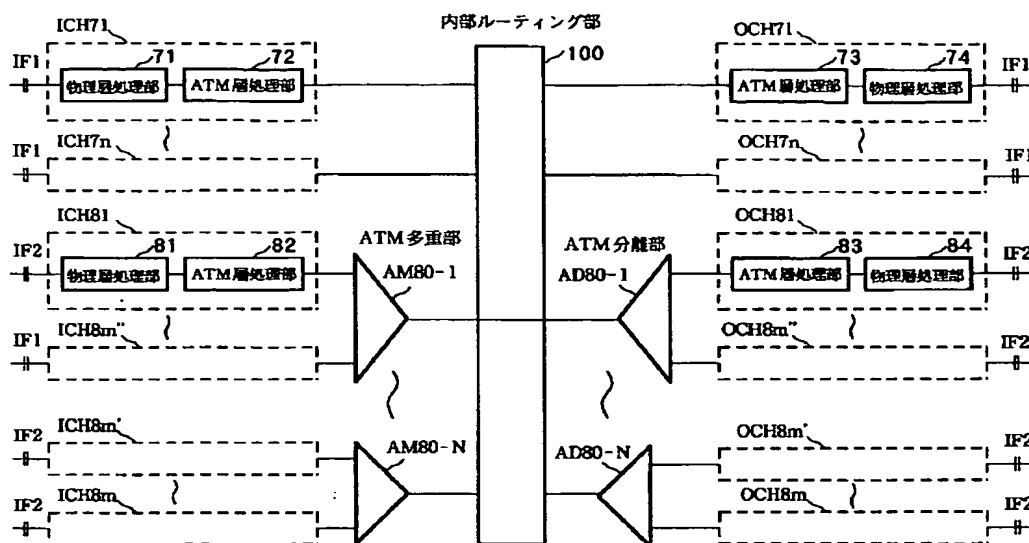 内部ルーティング部
100
ICH71
OCH71
IF1
71
72
73
74
IF1
物理層処理部
ATM層処理部
ATM層処理部
物理層処理部
ICH7n
OCH7n
IF1
IF1
ICH81
OCH81
IF2
81
82
ATM多重部
ATM分離部
83
84
IF2
物理層処理部
ATM層処理部
AM80-1
AD80-1
ATM層処理部
物理層処理部
ICH8m"
OCH8m"
IF1
IF2
ICH8m'
OCH8m'
IF2
AM80-N
AD80-N
IF2
ICH8m
OCH8m
IF2
IF2